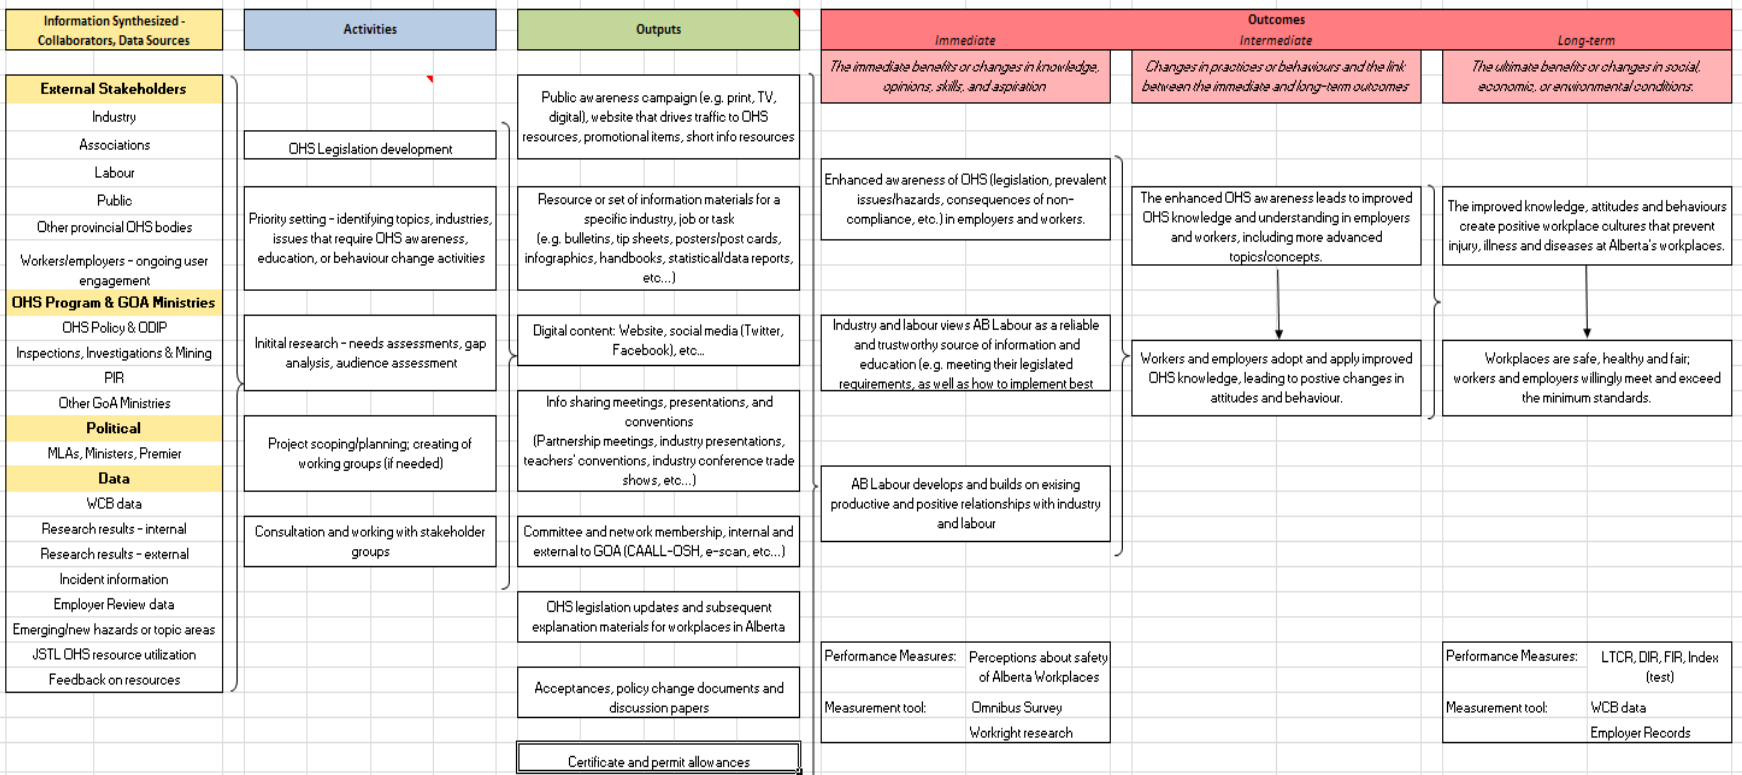 Information Synthesized -
Collaborators, Data Sources
External Stakeholders
Industry
Associations
Labour
Public
Other provincial OHS bodies
Workers/employers - ongoing user
engagement
OHS Program & GOA Ministries
OHS Policy & ODIP
Inspections, Investigations & Mining
PIR
Other GoA Ministries
Political
MLAs, Ministers, Premier
Data
WCB data
Research results - internal
Research results - external
Incident information
Employer Review data
Emerging/new hazards or topic areas
JSTL OHS resource utilization
Feedback on resources
Activities
OHS Legislation development
Priority setting - identifying topics, industries,
issues that require OHS awareness,
education, or behaviour change activities
Initital research - needs assessments, gap
analysis, audience assessment
Project scoping/planning; creating of
working groups (if needed)
Consultation and working with stakeholder
groups
Outputs
Public awareness campaign (e.g. print, TV,
digital), website that drives traffic to OHS
resources, promotional items, short info resources
Resource or set of information materials for a
specific industry, job or task
(e.g. bulletins, tip sheets, posters/post cards,
infographics, handbooks, statistical/data reports,
etc...)
Digital content: Website, social media (Twitter,
Facebook), etc...
Info sharing meetings, presentations, and
conventions
(Partnership meetings, industry presentations,
teachers' conventions, industry conference trade
shows, etc...)
Committee and network membership, internal and
external to GOA (CAALL-OSH, e-scan, etc...)
OHS legislation updates and subsequent
explanation materials for workplaces in Alberta
Acceptances, policy change documents and
discussion papers
Certificate and permit allowances
Outcomes
Immediate
The immediate benefits or changes in knowledge,
opinions, skills, and aspiration
Enhanced awareness of OHS (legislation, prevalent
issues/hazards, consequences of non-
compliance, etc.) in employers and workers.
Industry and labour views AB Labour as a reliable
and trustworthy source of information and
education (e.g. meeting their legislated
requirements, as well as how to implement best
AB Labour develops and builds on exising
productive and positive relationships with industry
and labour
Performance Measures: Perceptions about safety
of Alberta Workplaces
Measurement tool: Omnibus Survey
Workright research
Intermediate
Changes in practices or behaviours and the link
between the immediate and long-term outcomes
The enhanced OHS awareness leads to improved
OHS knowledge and understanding in employers
and workers, including more advanced
topics/concepts.
Workers and employers adopt and apply improved
OHS knowledge, leading to postive changes in
attitudes and behaviour.
Long-term
The ultimate benefits or changes in social,
economic, or environmental conditions.
The improved knowledge, attitudes and behaviours
create positive workplace cultures that prevent
injury, illness and diseases at Alberta's workplaces.
Workplaces are safe, healthy and fair;
workers and employers willingly meet and exceed
the minimum standards.
Performance Measures: LTCR, DIR, FIR, Index
(test)
Measurement tool: WCB data
Employer Records